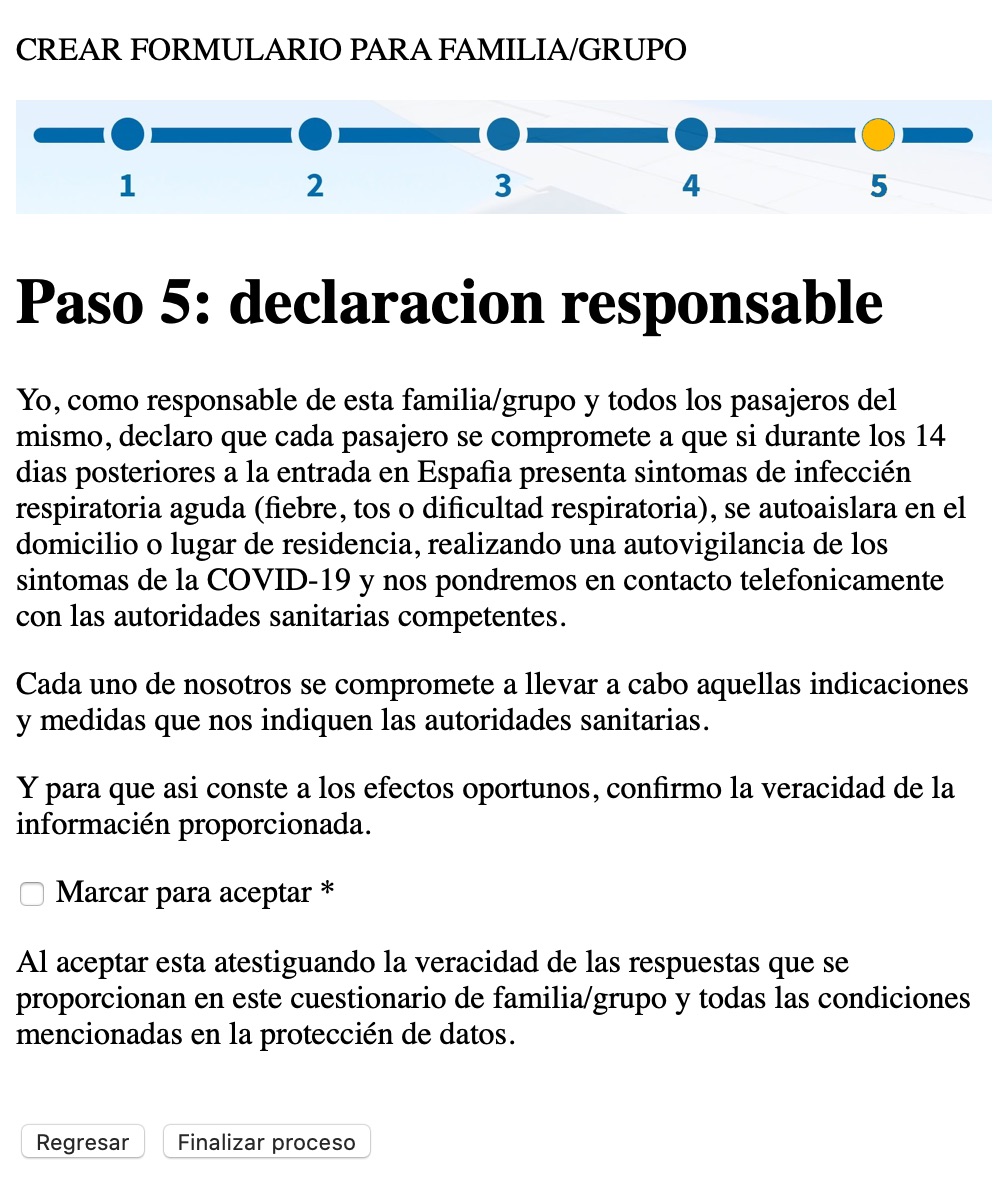 CREAR FORMULARIO PARA FAMILIA/GRUPO
1 2 3 4 5
Paso 5: declaracion responsable
Yo, como responsable de esta familia/grupo y todos los pasajeros del
mismo, declaro que cada pasajero se compromete a que si durante los 14
dias posteriores a la entrada en Espafia presenta sintomas de infeccién
respiratoria aguda (fiebre, tos o dificultad respiratoria), se autoaislara en el
domicilio o lugar de residencia, realizando una autovigilancia de los
sintomas de la COVID-19 y nos pondremos en contacto telefonicamente
con las autoridades sanitarias competentes.
Cada uno de nosotros se compromete a llevar a cabo aquellas indicaciones
y medidas que nos indiquen las autoridades sanitarias.
Y para que asi conste a los efectos oportunos, confirmo la veracidad de la
informacién proporcionada.
Marcar para aceptar *
Al aceptar esta atestiguando la veracidad de las respuestas que se
proporcionan en este cuestionario de familia/grupo y todas las condiciones
mencionadas en la protección de datos.
Regresar Finalizar proceso